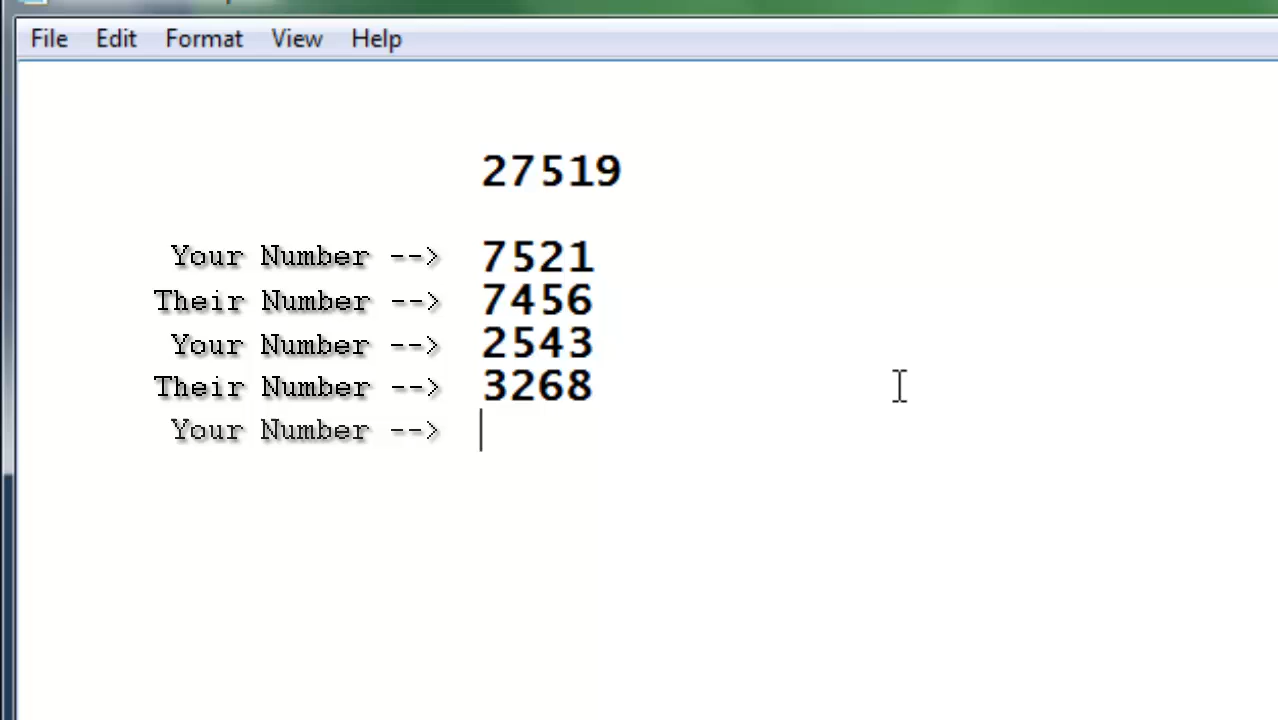 File Edit Format View Help
27519
Your Number --> 7521
Their Number --> 7456
Your Number --> 2543
Their Number --> 3268
Your Number -->